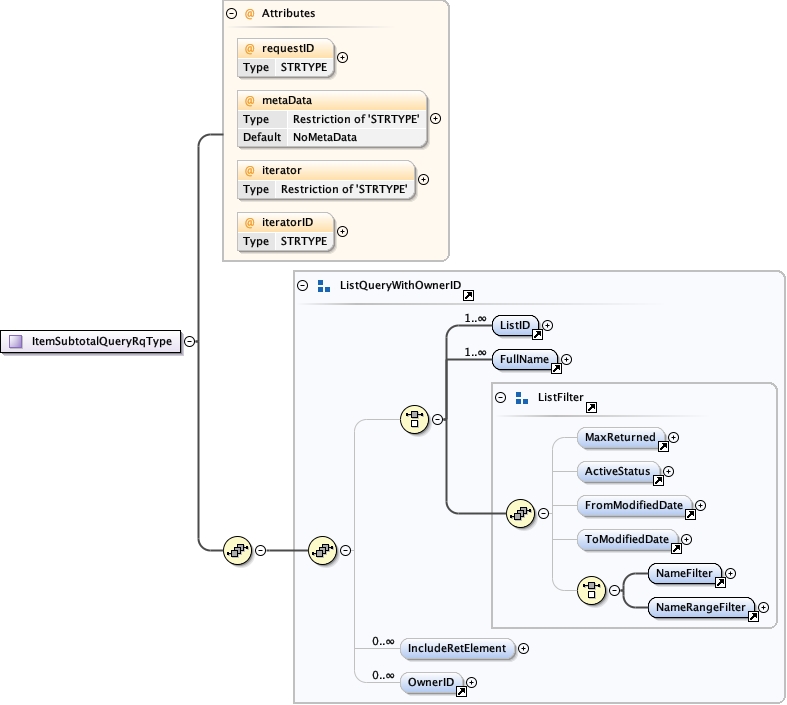 @ Attributes
@ requestID
Type STRTYPE
@ metaData
Type Restriction of 'STRTYPE'
Default NoMetaData
@ iterator
Type Restriction of 'STRTYPE'
@ iteratorID
Type STRTYPE
ListQueryWithOwnerID
1..∞ ListID
ItemSubtotalQueryRqType
1..∞ FullName
ListFilter
MaxReturned
ActiveStatus
FromModifiedDate
ToModifiedDate
NameFilter
NameRangeFilter
0..∞ IncludeRetElement
0..∞ OwnerID